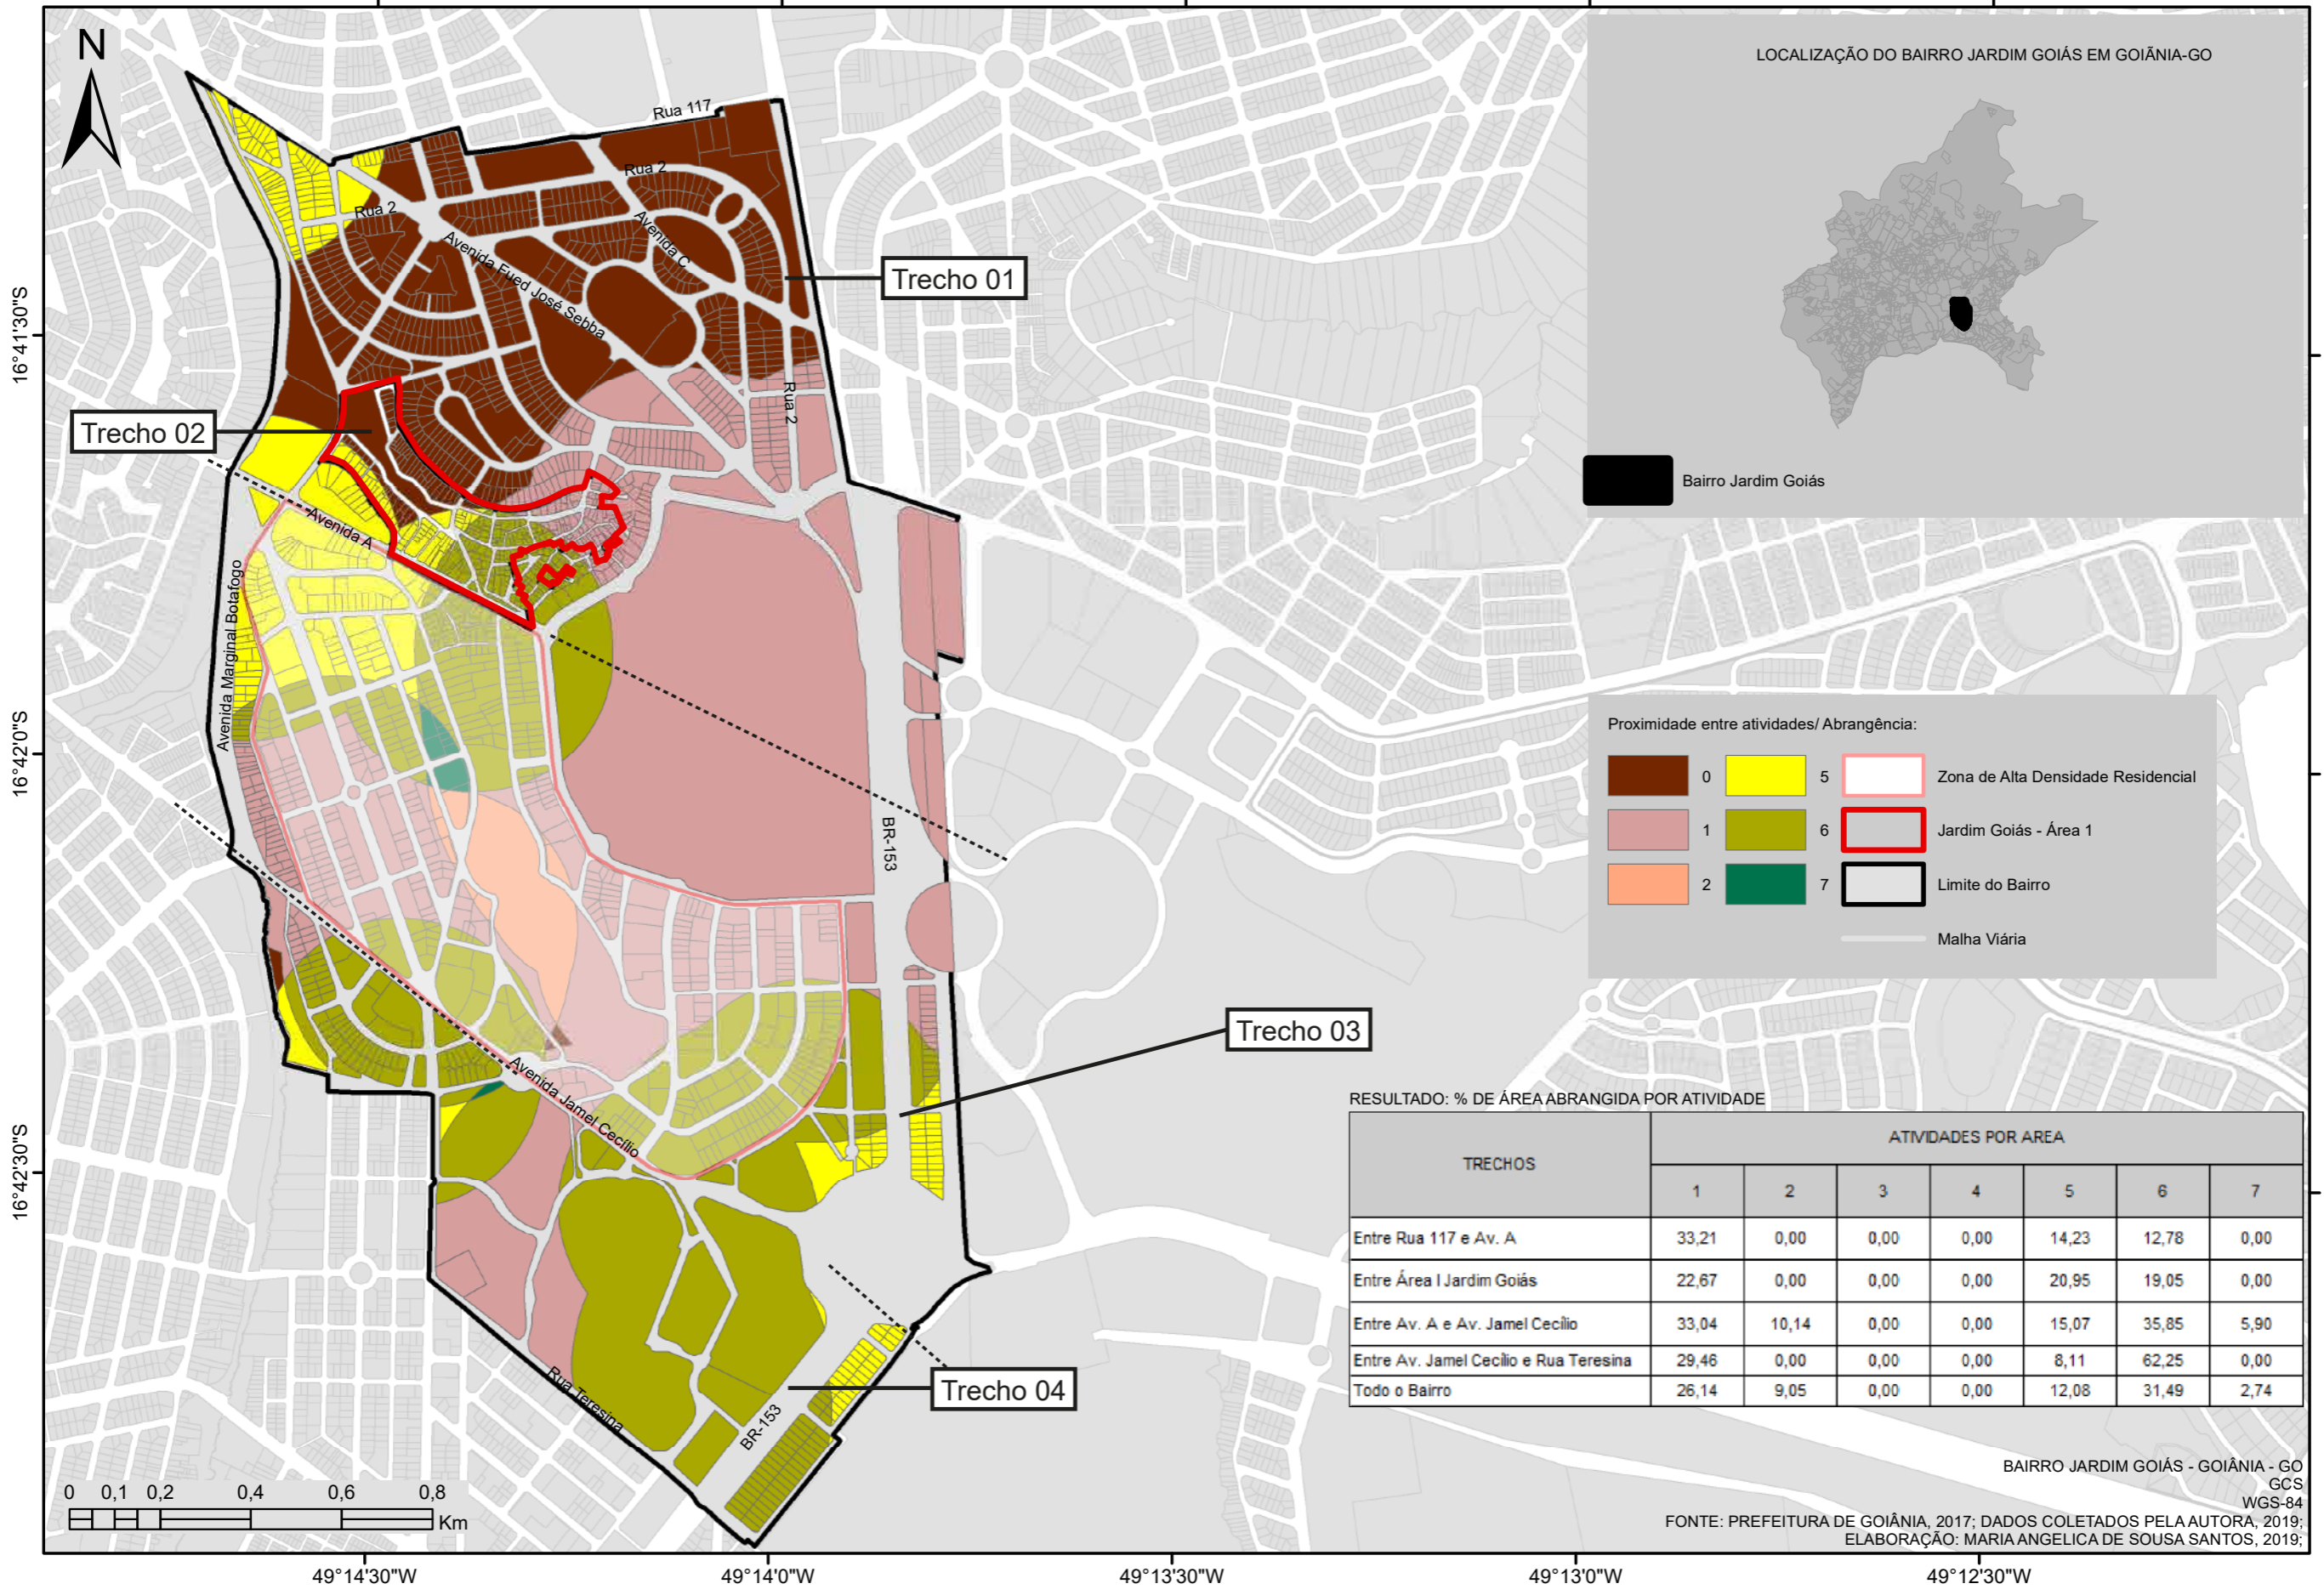 N
LOCALIZAÇÃO DO BAIRRO JARDIM GOIÁS EM GOIÃNIA-GO
Bairro Jardim Goiás
Rua 117
Rua 2
Rua 2
Avenida C
Avenida Fued José Sebba
Trecho 01
Rua 2
Trecho 02
Avenida A
Avenida Marginal Botafogo
BR-153
Trecho 03
Avenida Jamel Cecílio
Trecho 04
BR-153
Rua Teresina
16°41'30"S
16°42'0"S
16°42'30"S
Proximidade entre atividades/ Abrangência:
0 5 Zona de Alta Densidade Residencial
1 6 Jardim Goiás - Área 1
2 7 Limite do Bairro
Malha Viária
RESULTADO: % DE ÁREA ABRANGIDA POR ATIVIDADE
TRECHOS ATIVIDADES POR AREA
1 2 3 4 5 6 7
Entre Rua 117 e Av. A 33,21 0,00 0,00 0,00 14,23 12,78 0,00
Entre Área I Jardim Goiás 22,67 0,00 0,00 0,00 20,95 19,05 0,00
Entre Av. A e Av. Jamel Cecílio 33,04 10,14 0,00 0,00 15,07 35,85 5,90
Entre Av. Jamel Cecílio e Rua Teresina 29,46 0,00 0,00 0,00 8,11 62,25 0,00
Todo o Bairro 26,14 9,05 0,00 0,00 12,08 31,49 2,74
BAIRRO JARDIM GOIÁS - GOIÂNIA - GO
GCS
WGS-84
FONTE: PREFEITURA DE GOIÂNIA, 2017; DADOS COLETADOS PELA AUTORA, 2019;
ELABORAÇÃO: MARIA ANGELICA DE SOUSA SANTOS, 2019;
0 0,1 0,2 0,4 0,6 0,8
Km
49°14'30"W 49°14'0"W 49°13'30"W 49°13'0"W 49°12'30"W